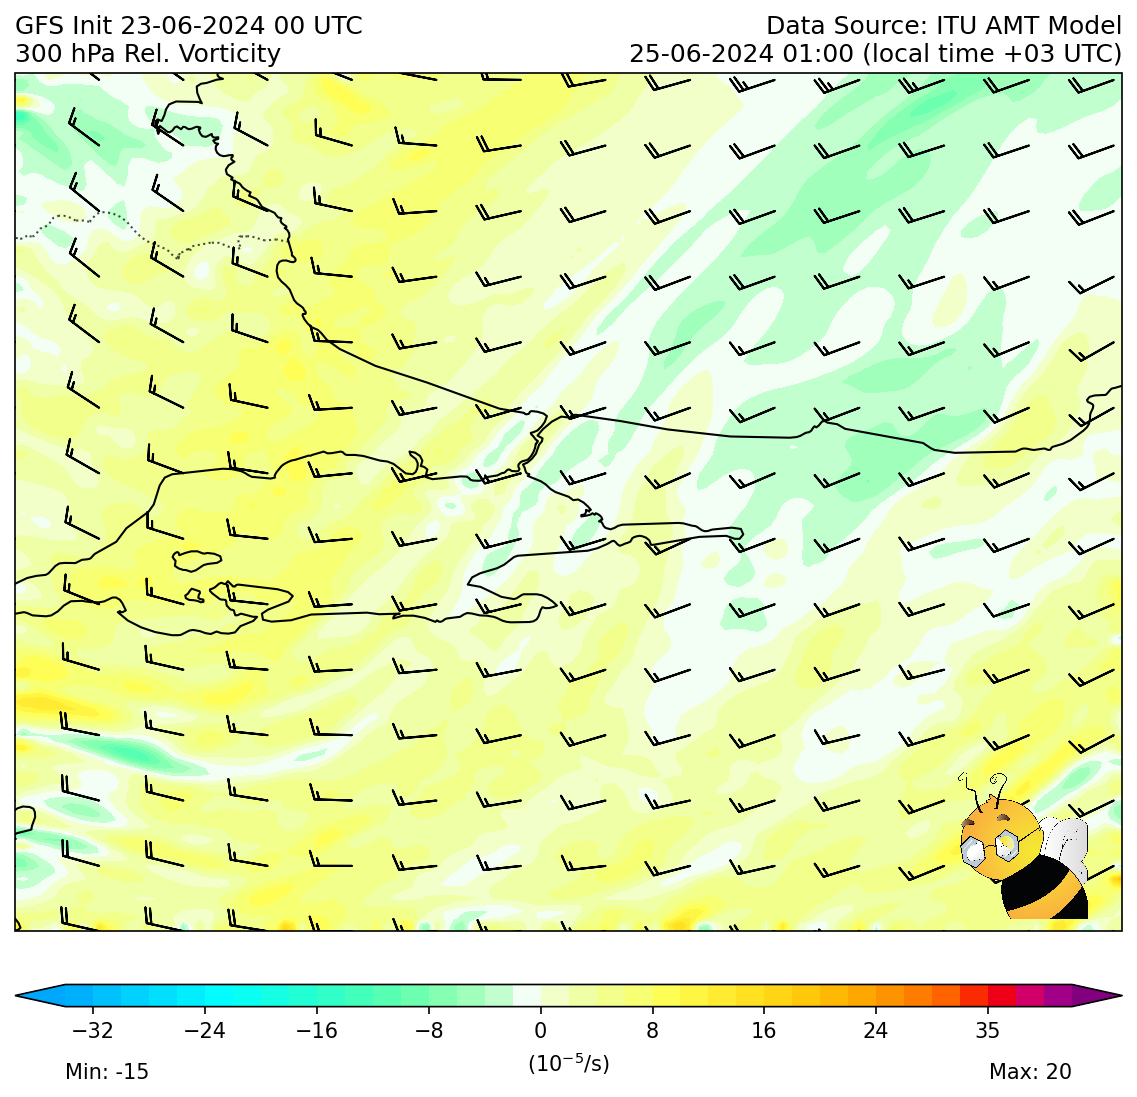 GFS Init 23-06-2024 00 UTC
Data Source: ITU AMT Model
300 hPa Rel. Vorticity
25-06-2024 01:00 (local time +03 UTC)
−32 −24 −16 −8 0 8 16 24 35
(10⁻⁵/s)
Min: -15
Max: 20